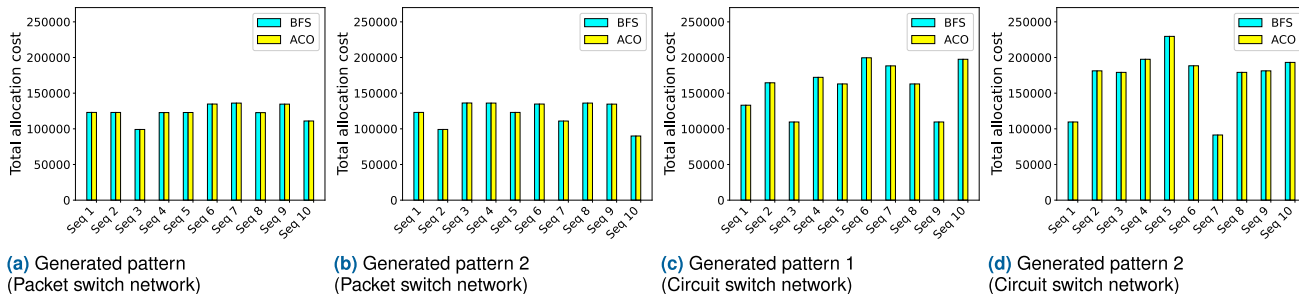 Total allocation cost
250000
200000
150000
100000
50000
0
BFS
ACO
Seq 1
Seq 2
Seq 3
Seq 4
Seq 5
Seq 6
Seq 7
Seq 8
Seq 9
Seq 10
(a) Generated pattern
(Packet switch network)
Total allocation cost
250000
200000
150000
100000
50000
0
BFS
ACO
Seq 1
Seq 2
Seq 3
Seq 4
Seq 5
Seq 6
Seq 7
Seq 8
Seq 9
Seq 10
(b) Generated pattern 2
(Packet switch network)
Total allocation cost
250000
200000
150000
100000
50000
0
BFS
ACO
Seq 1
Seq 2
Seq 3
Seq 4
Seq 5
Seq 6
Seq 7
Seq 8
Seq 9
Seq 10
(c) Generated pattern 1
(Circuit switch network)
Total allocation cost
250000
200000
150000
100000
50000
0
BFS
ACO
Seq 1
Seq 2
Seq 3
Seq 4
Seq 5
Seq 6
Seq 7
Seq 8
Seq 9
Seq 10
(d) Generated pattern 2
(Circuit switch network)